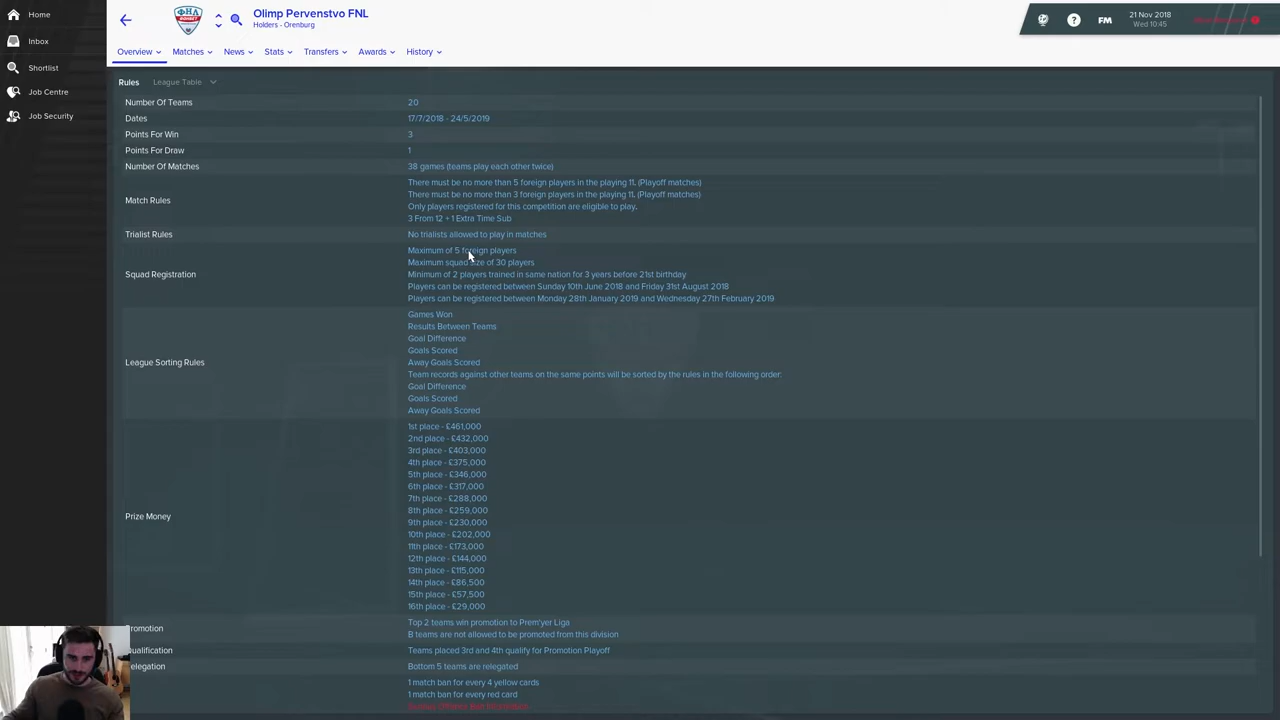 Home
Inbox
Shortlist
Job Centre
Job Security
Olimp Pervenstvo FNL
Holders - Orenburg
ФНЛ
FM
21 Nov 2018
Wed 10:45
Overview
Matches
News
Stats
Transfers
Awards
History
Rules League Table
Number Of Teams 20
Dates 17/7/2018 - 24/5/2019
Points For Win 3
Points For Draw 1
Number Of Matches 38 games (teams play each other twice)
Match Rules
There must be no more than 5 foreign players in the playing 11. (Playoff matches)
There must be no more than 3 foreign players in the playing 11. (Playoff matches)
Only players registered for this competition are eligible to play.
3 From 12 + 1 Extra Time Sub
Trialist Rules No trialists allowed to play in matches
Squad Registration
Maximum of 5 foreign players
Maximum squad size of 30 players
Minimum of 2 players trained in same nation for 3 years before 21st birthday
Players can be registered between Sunday 10th June 2018 and Friday 31st August 2018
Players can be registered between Monday 28th January 2019 and Wednesday 27th February 2019
League Sorting Rules
Games Won
Results Between Teams
Goal Difference
Goals Scored
Away Goals Scored
Team records against other teams on the same points will be sorted by the rules in the following order:
Goal Difference
Goals Scored
Away Goals Scored
Prize Money
1st place - £461,000
2nd place - £432,000
3rd place - £403,000
4th place - £375,000
5th place - £346,000
6th place - £317,000
7th place - £288,000
8th place - £259,000
9th place - £230,000
10th place - £202,000
11th place - £173,000
12th place - £144,000
13th place - £115,000
14th place - £86,500
15th place - £57,500
16th place - £29,000
romotion
Top 2 teams win promotion to Prem'yer Liga
B teams are not allowed to be promoted from this division
ualification Teams placed 3rd and 4th qualify for Promotion Playoff
elegation Bottom 5 teams are relegated
1 match ban for every 4 yellow cards
1 match ban for every red card